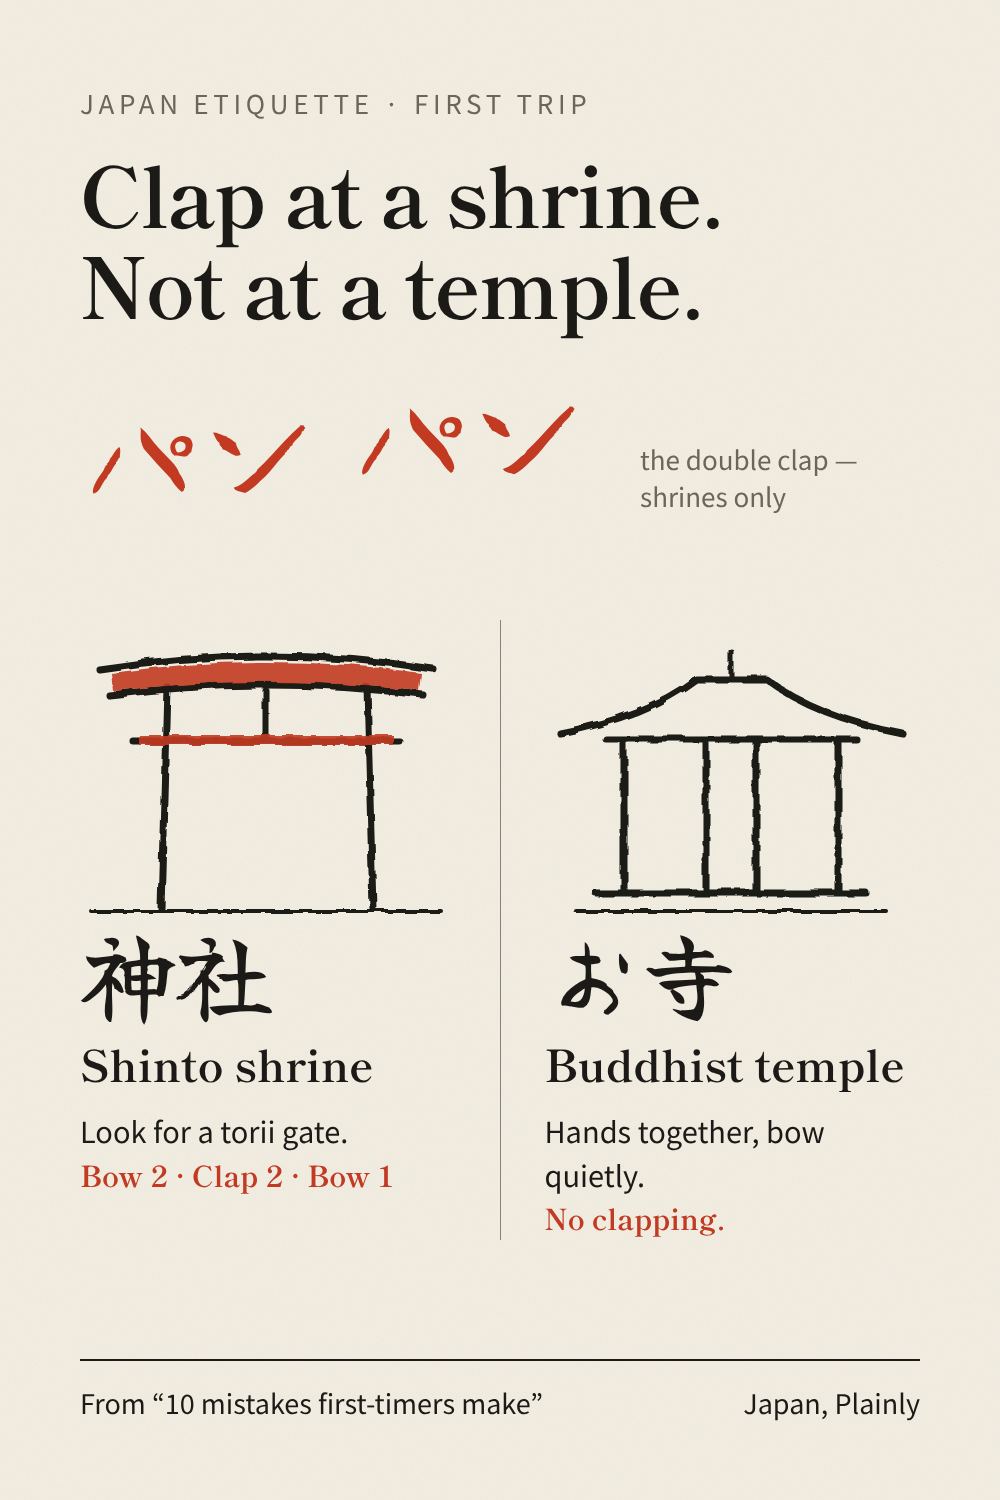 JAPAN ETIQUETTE · FIRST TRIP
Clap at a shrine.
Not at a temple.
パン パン
the double clap —
shrines only
神社
Shinto shrine
Look for a torii gate.
Bow 2 · Clap 2 · Bow 1
お寺
Buddhist temple
Hands together, bow
quietly.
No clapping.
From “10 mistakes first-timers make”
Japan, Plainly